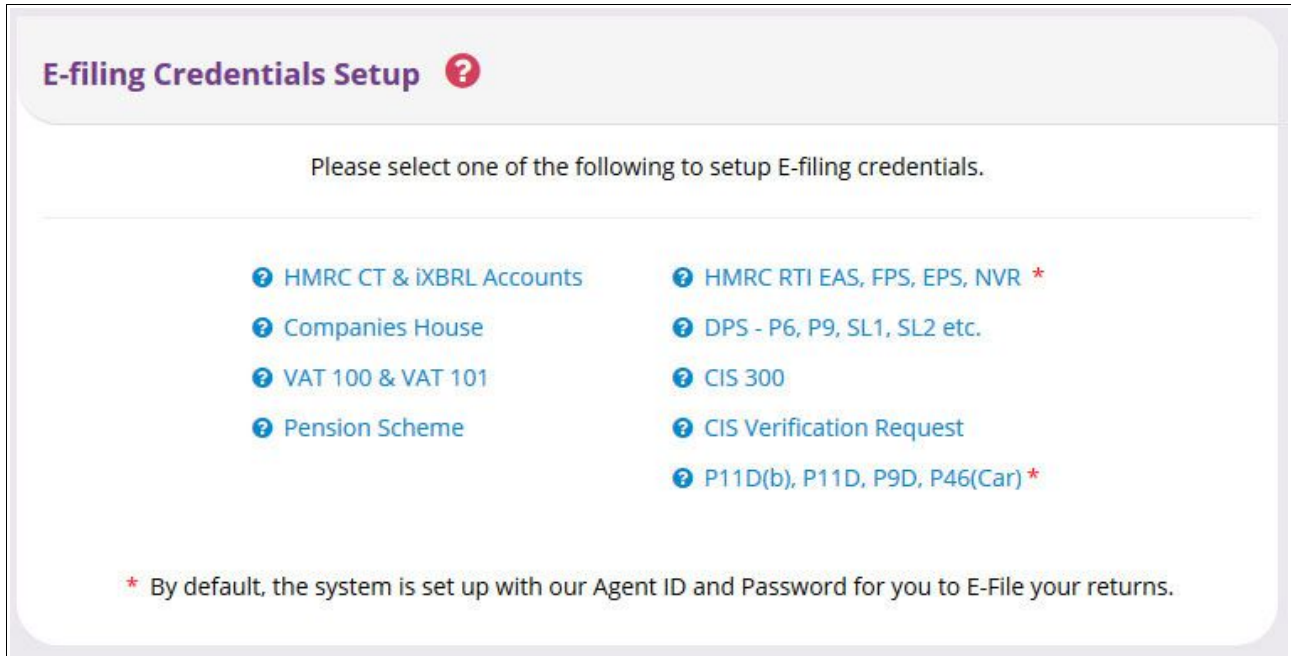 E-filing Credentials Setup
Please select one of the following to setup E-filing credentials.
HMRC CT & iXBRL Accounts
Companies House
VAT 100 & VAT 101
Pension Scheme
HMRC RTI EAS, FPS, EPS, NVR *
DPS - P6, P9, SL1, SL2 etc.
CIS 300
CIS Verification Request
P11D(b), P11D, P9D, P46(Car) *
* By default, the system is set up with our Agent ID and Password for you to E-File your returns.